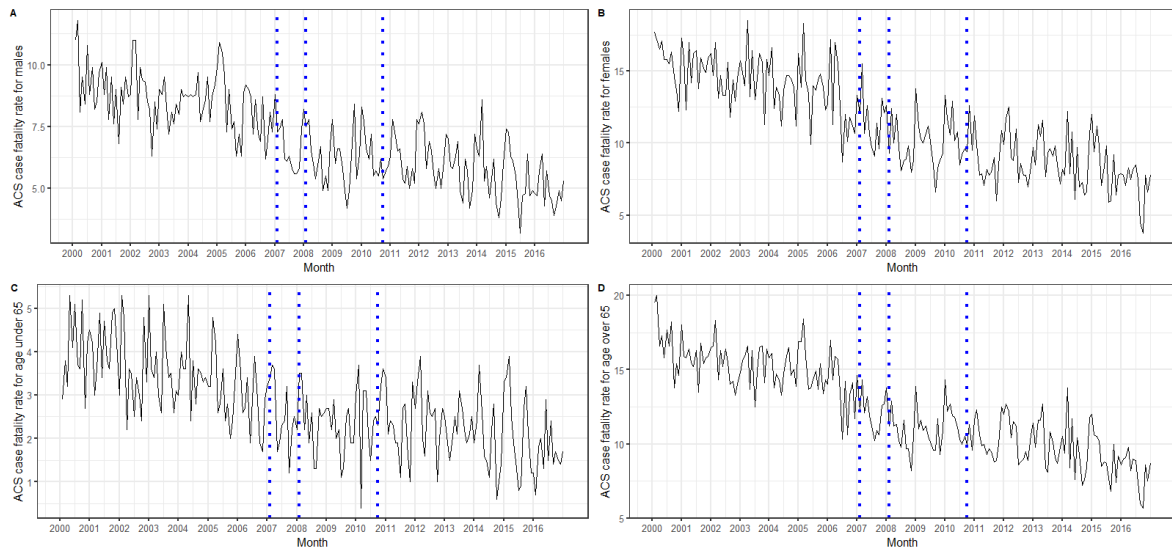 A
ACS case fatality rate for males
10.0
7.5
5.0
2000 2001 2002 2003 2004 2005 2006 2007 2008 2009 2010 2011 2012 2013 2014 2015 2016
Month
B
ACS case fatality rate for females
15
10
5
2000 2001 2002 2003 2004 2005 2006 2007 2008 2009 2010 2011 2012 2013 2014 2015 2016
Month
C
ACS case fatality rate for age under 65
5
4
3
2
1
2000 2001 2002 2003 2004 2005 2006 2007 2008 2009 2010 2011 2012 2013 2014 2015 2016
Month
D
ACS case fatality rate for age over 65
20
15
10
5
2000 2001 2002 2003 2004 2005 2006 2007 2008 2009 2010 2011 2012 2013 2014 2015 2016
Month